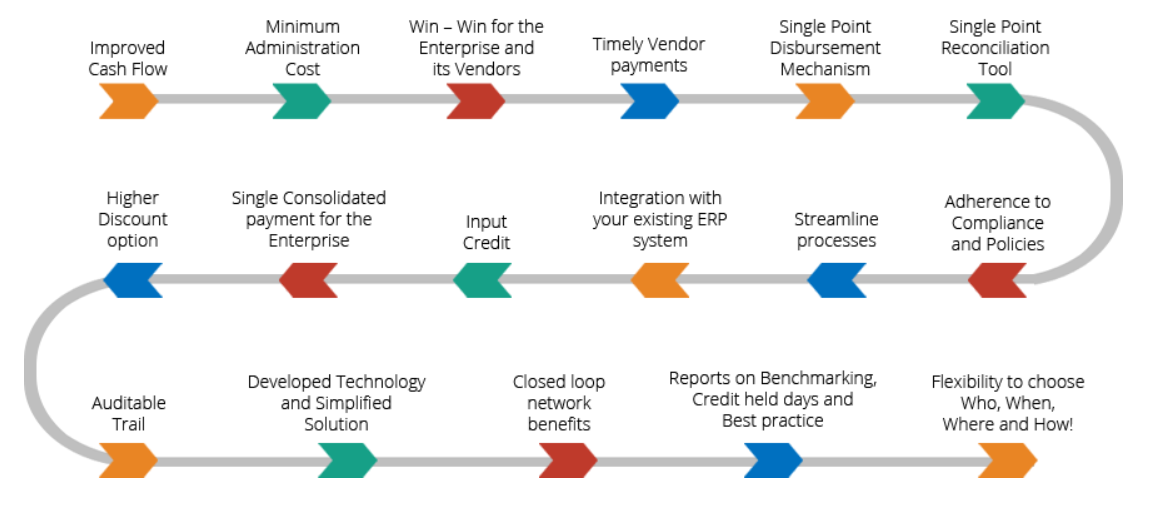 Improved
Cash Flow
Minimum
Administration
Cost
Win – Win for the
Enterprise and
its Vendors
Timely Vendor
payments
Single Point
Disbursement
Mechanism
Single Point
Reconciliation
Tool
Higher
Discount
option
Single Consolidated
payment for the
Enterprise
Input
Credit
Integration with
your existing ERP
system
Streamline
processes
Adherence to
Compliance
and Policies
Auditable
Trail
Developed Technology
and Simplified
Solution
Closed loop
network
benefits
Reports on Benchmarking,
Credit held days and
Best practice
Flexibility to choose
Who, When,
Where and How!